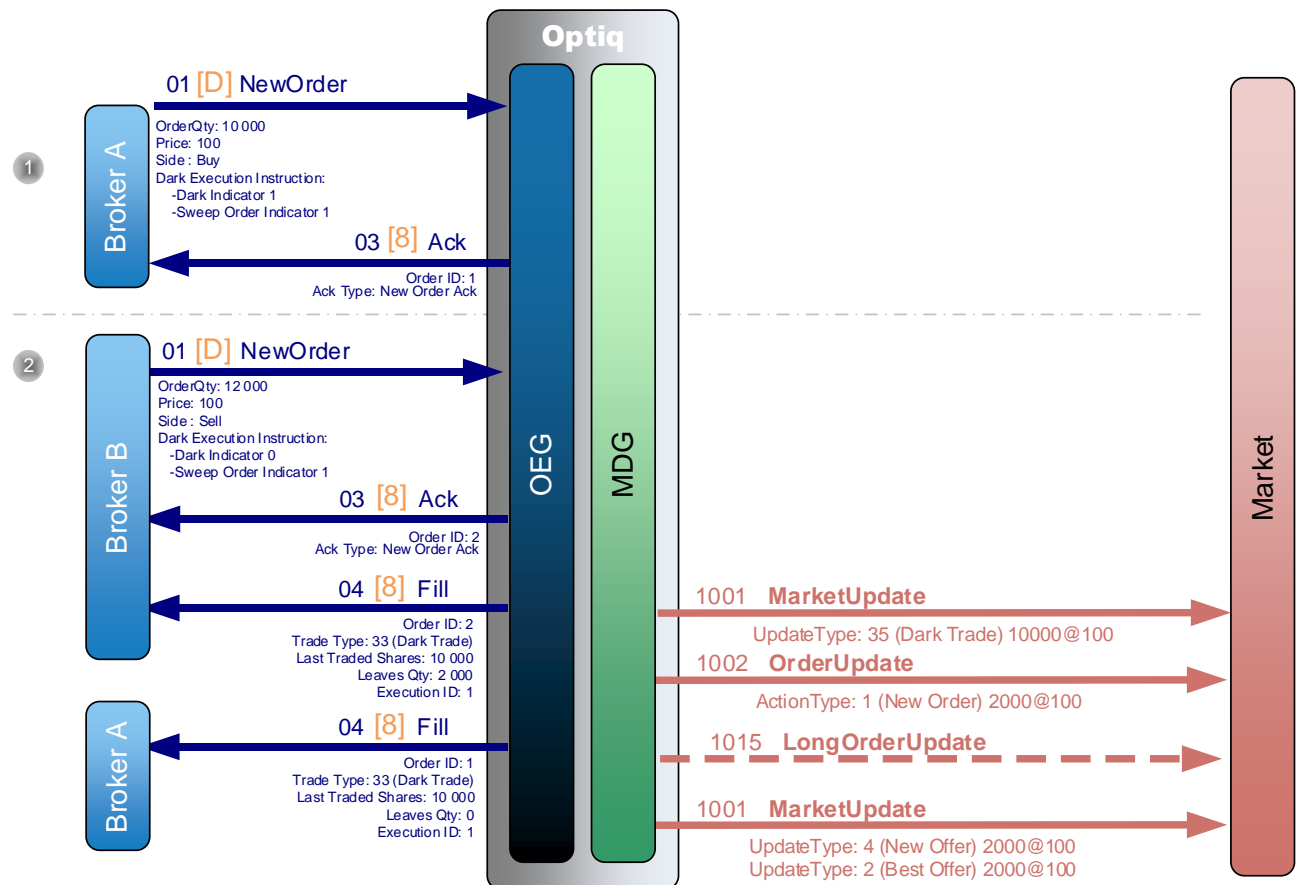 Optiq
01 [D] NewOrder
OrderQty: 10 000
Price: 100
Side : Buy
Dark Execution Instruction:
-Dark Indicator 1
-Sweep Order Indicator 1
1
Broker A
03 [8] Ack
Order ID: 1
Ack Type: New Order Ack
2
01 [D] NewOrder
OrderQty: 12 000
Price: 100
Side : Sell
Dark Execution Instruction:
-Dark Indicator 0
-Sweep Order Indicator 1
Broker B
OEG
MDG
Market
03 [8] Ack
Order ID: 2
Ack Type: New Order Ack
04 [8] Fill
Order ID: 2
Trade Type: 33 (Dark Trade)
Last Traded Shares: 10 000
Leaves Qty: 2 000
Execution ID: 1
1001 MarketUpdate
UpdateType: 35 (Dark Trade) 10000@100
1002 OrderUpdate
ActionType: 1 (New Order) 2000@100
Broker A
04 [8] Fill
Order ID: 1
Trade Type: 33 (Dark Trade)
Last Traded Shares: 10 000
Leaves Qty: 0
Execution ID: 1
1015 LongOrderUpdate
1001 MarketUpdate
UpdateType: 4 (New Offer) 2000@100
UpdateType: 2 (Best Offer) 2000@100